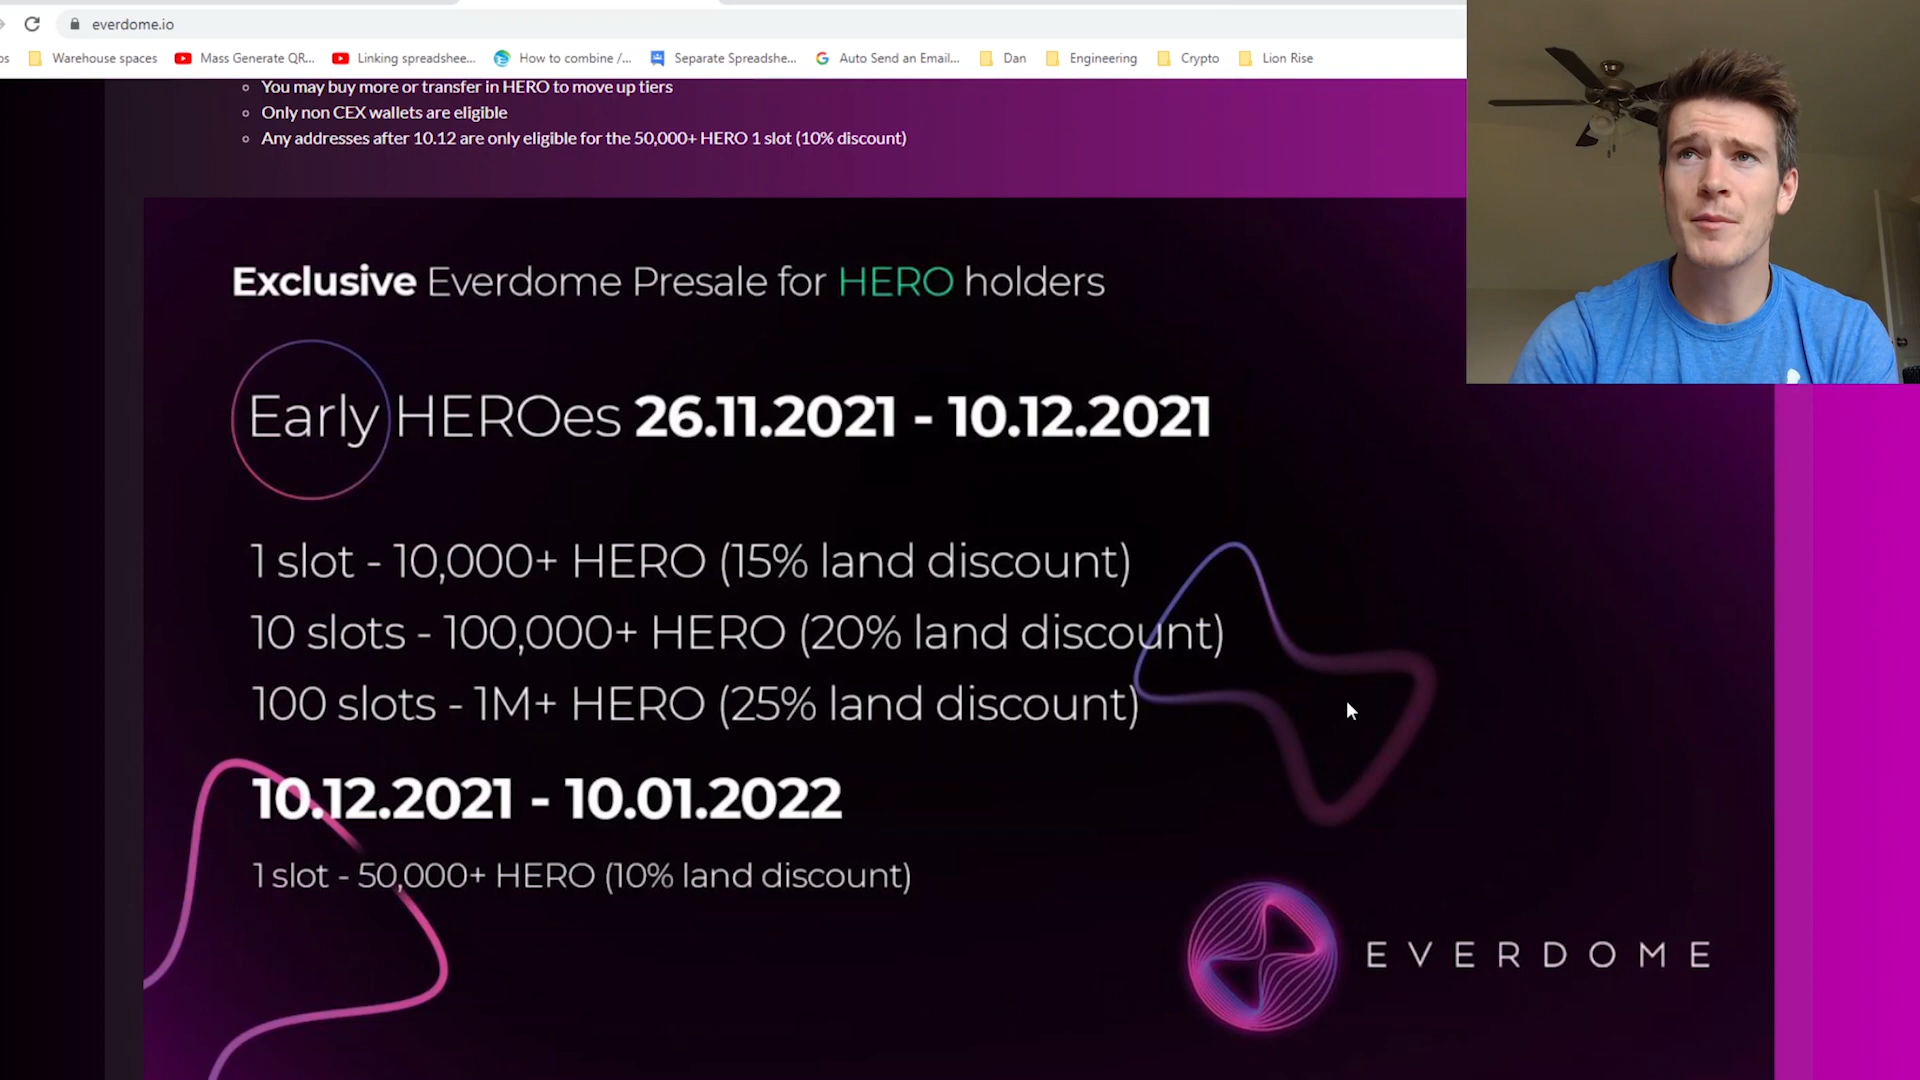 everdome.io
Warehouse spaces Mass Generate QR... Linking spreadshee... How to combine /... Separate Spreadshe... Auto Send an Email... Dan Engineering Crypto Lion Rise
You may buy more or transfer in HERO to move up tiers
Only non CEX wallets are eligible
Any addresses after 10.12 are only eligible for the 50,000+ HERO 1 slot (10% discount)
Exclusive Everdome Presale for HERO holders
Early HEROes 26.11.2021 - 10.12.2021
1 slot - 10,000+ HERO (15% land discount)
10 slots - 100,000+ HERO (20% land discount)
100 slots - 1M+ HERO (25% land discount)
10.12.2021 - 10.01.2022
1 slot - 50,000+ HERO (10% land discount)
EVERDOME